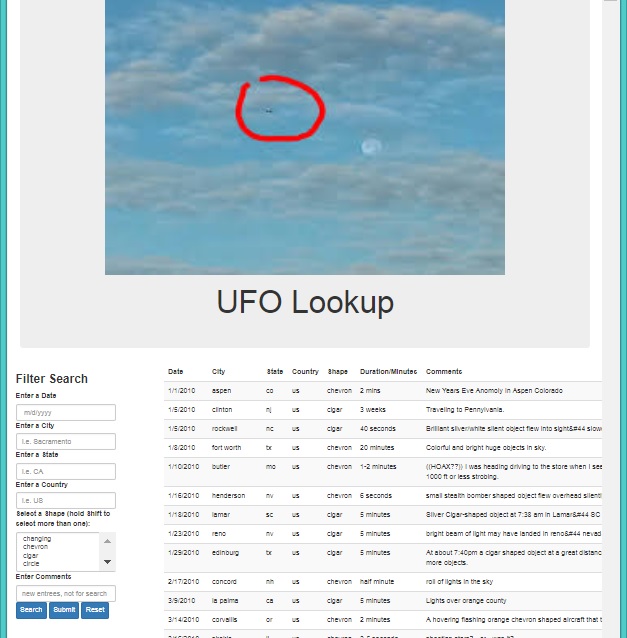 UFO Lookup
Filter Search
Enter a Date
m/d/yyyy
Enter a City
i.e. Sacramento
Enter a State
i.e. CA
Enter a Country
i.e. US
Select a Shape (hold Shift to
select more than one):
changing
chevron
cigar
circle
Enter Comments
new entrees, not for search
Search Submit Reset
Date City State Country Shape Duration/Minutes Comments
1/1/2010 aspen co us chevron 2 mins New Years Eve Anomoly in Aspen Colorado
1/5/2010 clinton nj us cigar 3 weeks Traveling to Pennylvania.
1/5/2010 rockwell nc us cigar 40 seconds Brilliant silver/white silent object flew into sight&#44 slow
1/8/2010 fort worth tx us chevron 20 minutes Colorful and bright huge objects in sky.
1/10/2010 butler mo us chevron 1-2 minutes ((HOAX??)) I was heading driving to the store when I see
1000 ft or less strobing.
1/16/2010 henderson nv us chevron 6 seconds small stealth bomber shaped object flew overhead silent
1/18/2010 lamar sc us cigar 5 minutes Silver Cigar-shaped object at 7:38 am in Lamar&#44 SC
1/23/2010 reno nv us cigar 5 minutes bright beam of light may have landed in reno&#44 nevad
1/29/2010 edinburg tx us cigar 5 minutes At about 7:40pm a cigar shaped object at a great distanc
more objects.
2/17/2010 concord nh us chevron half minute roll of lights in the sky
3/9/2010 la palma ca us cigar 5 minutes Lights over orange county
3/14/2010 corvallis or us chevron 2 minutes A hovering flashing orange chevron shaped aircraft that